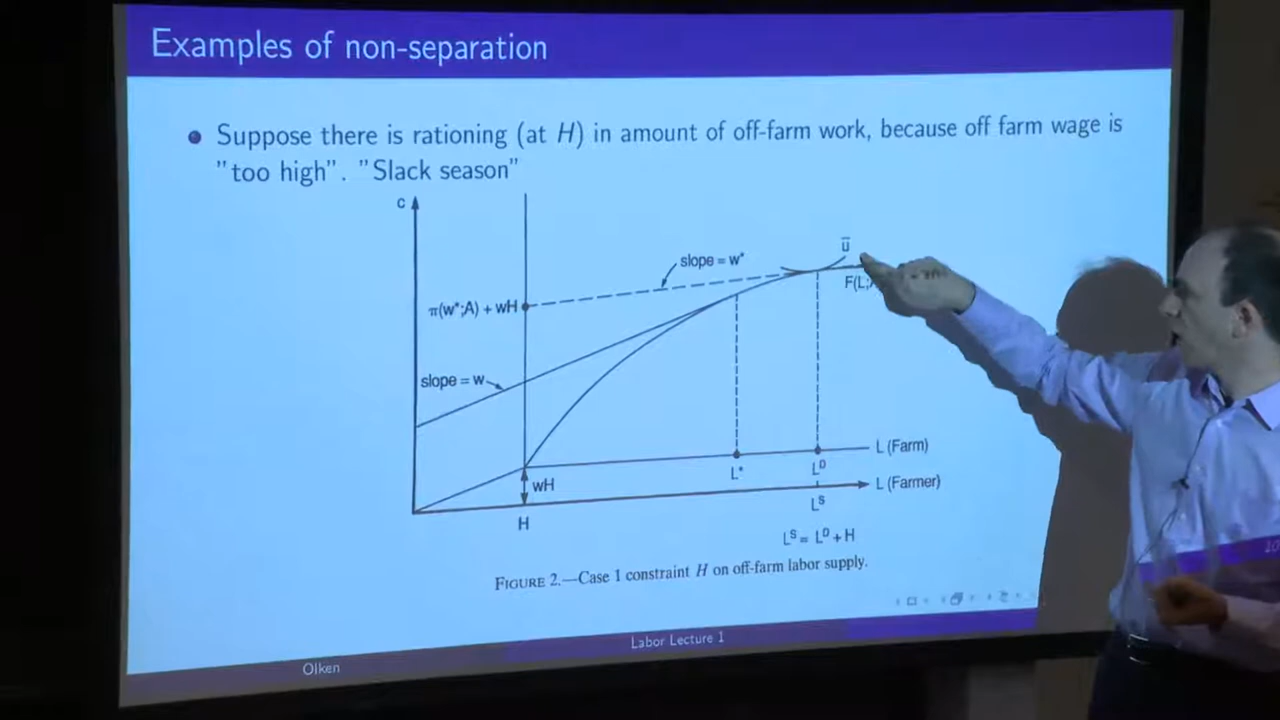 Examples of non-separation
Suppose there is rationing (at H) in amount of off-farm work, because off farm wage is
"too high". "Slack season"
c
ū
slope = w*
F(L;
π(w*;A) + wH
slope = w
L (Farm)
L*
L^D
wH
L (Farmer)
H
L^S
L^S = L^D + H
FIGURE 2.—Case 1 constraint H on off-farm labor supply.
Labor Lecture 1
Olken